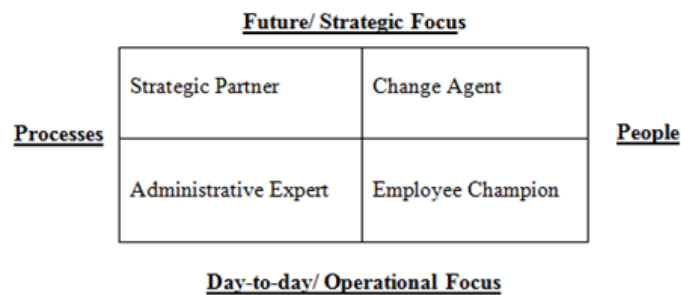 Future/ Strategic Focus
Strategic Partner
Change Agent
Processes
People
Administrative Expert
Employee Champion
Day-to-day/ Operational Focus